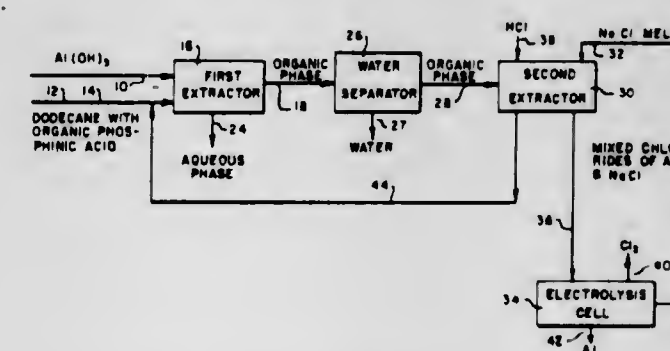 Al(OH)3
10
12
14
DODECANE WITH
ORGANIC PHOS-
PHINIC ACID
16
FIRST
EXTRACTOR
24
AQUEOUS
PHASE
ORGANIC
PHASE
18
26
WATER
SEPARATOR
27
WATER
ORGANIC
PHASE
28
HCl
38
NaCl MEL
32
SECOND
EXTRACTOR
30
44
MIXED CHLO
RIDES OF A
& NaCl
36
Cl2
40
34
ELECTROLYSIS
CELL
42
Al